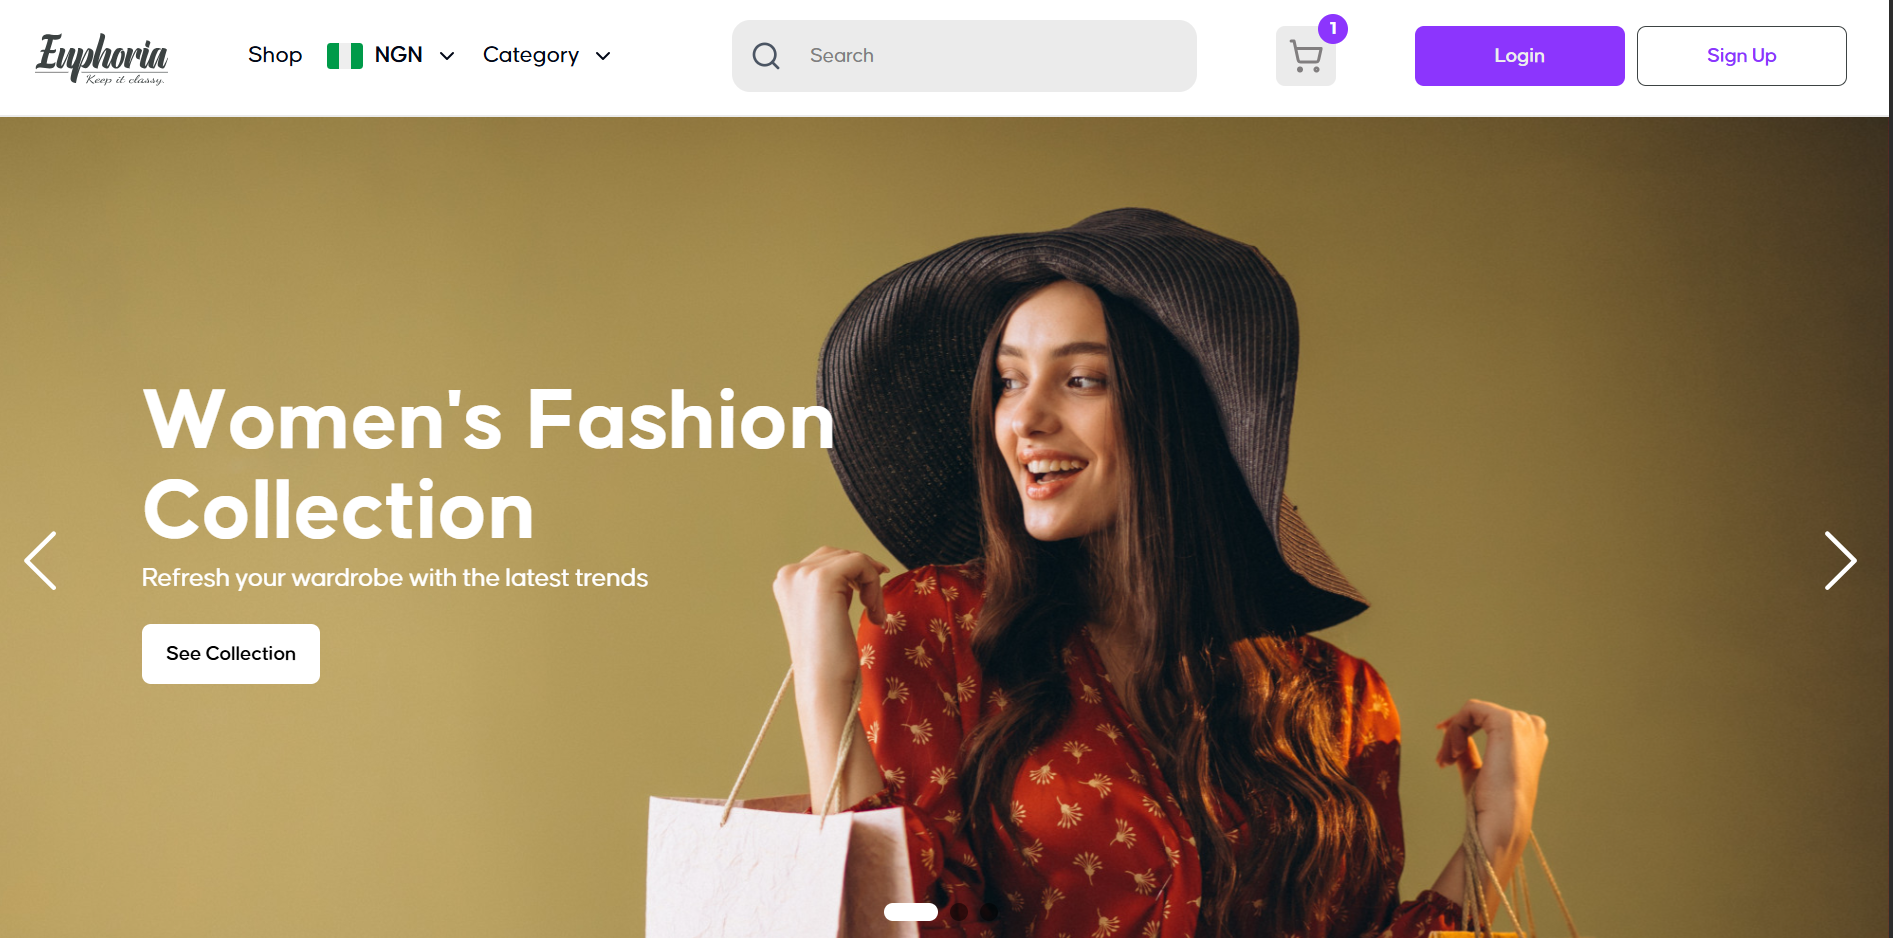 Euphoria
Keep it classy.
Shop
NGN
Category
Search
1
Login
Sign Up
Women's Fashion
Collection
Refresh your wardrobe with the latest trends
See Collection